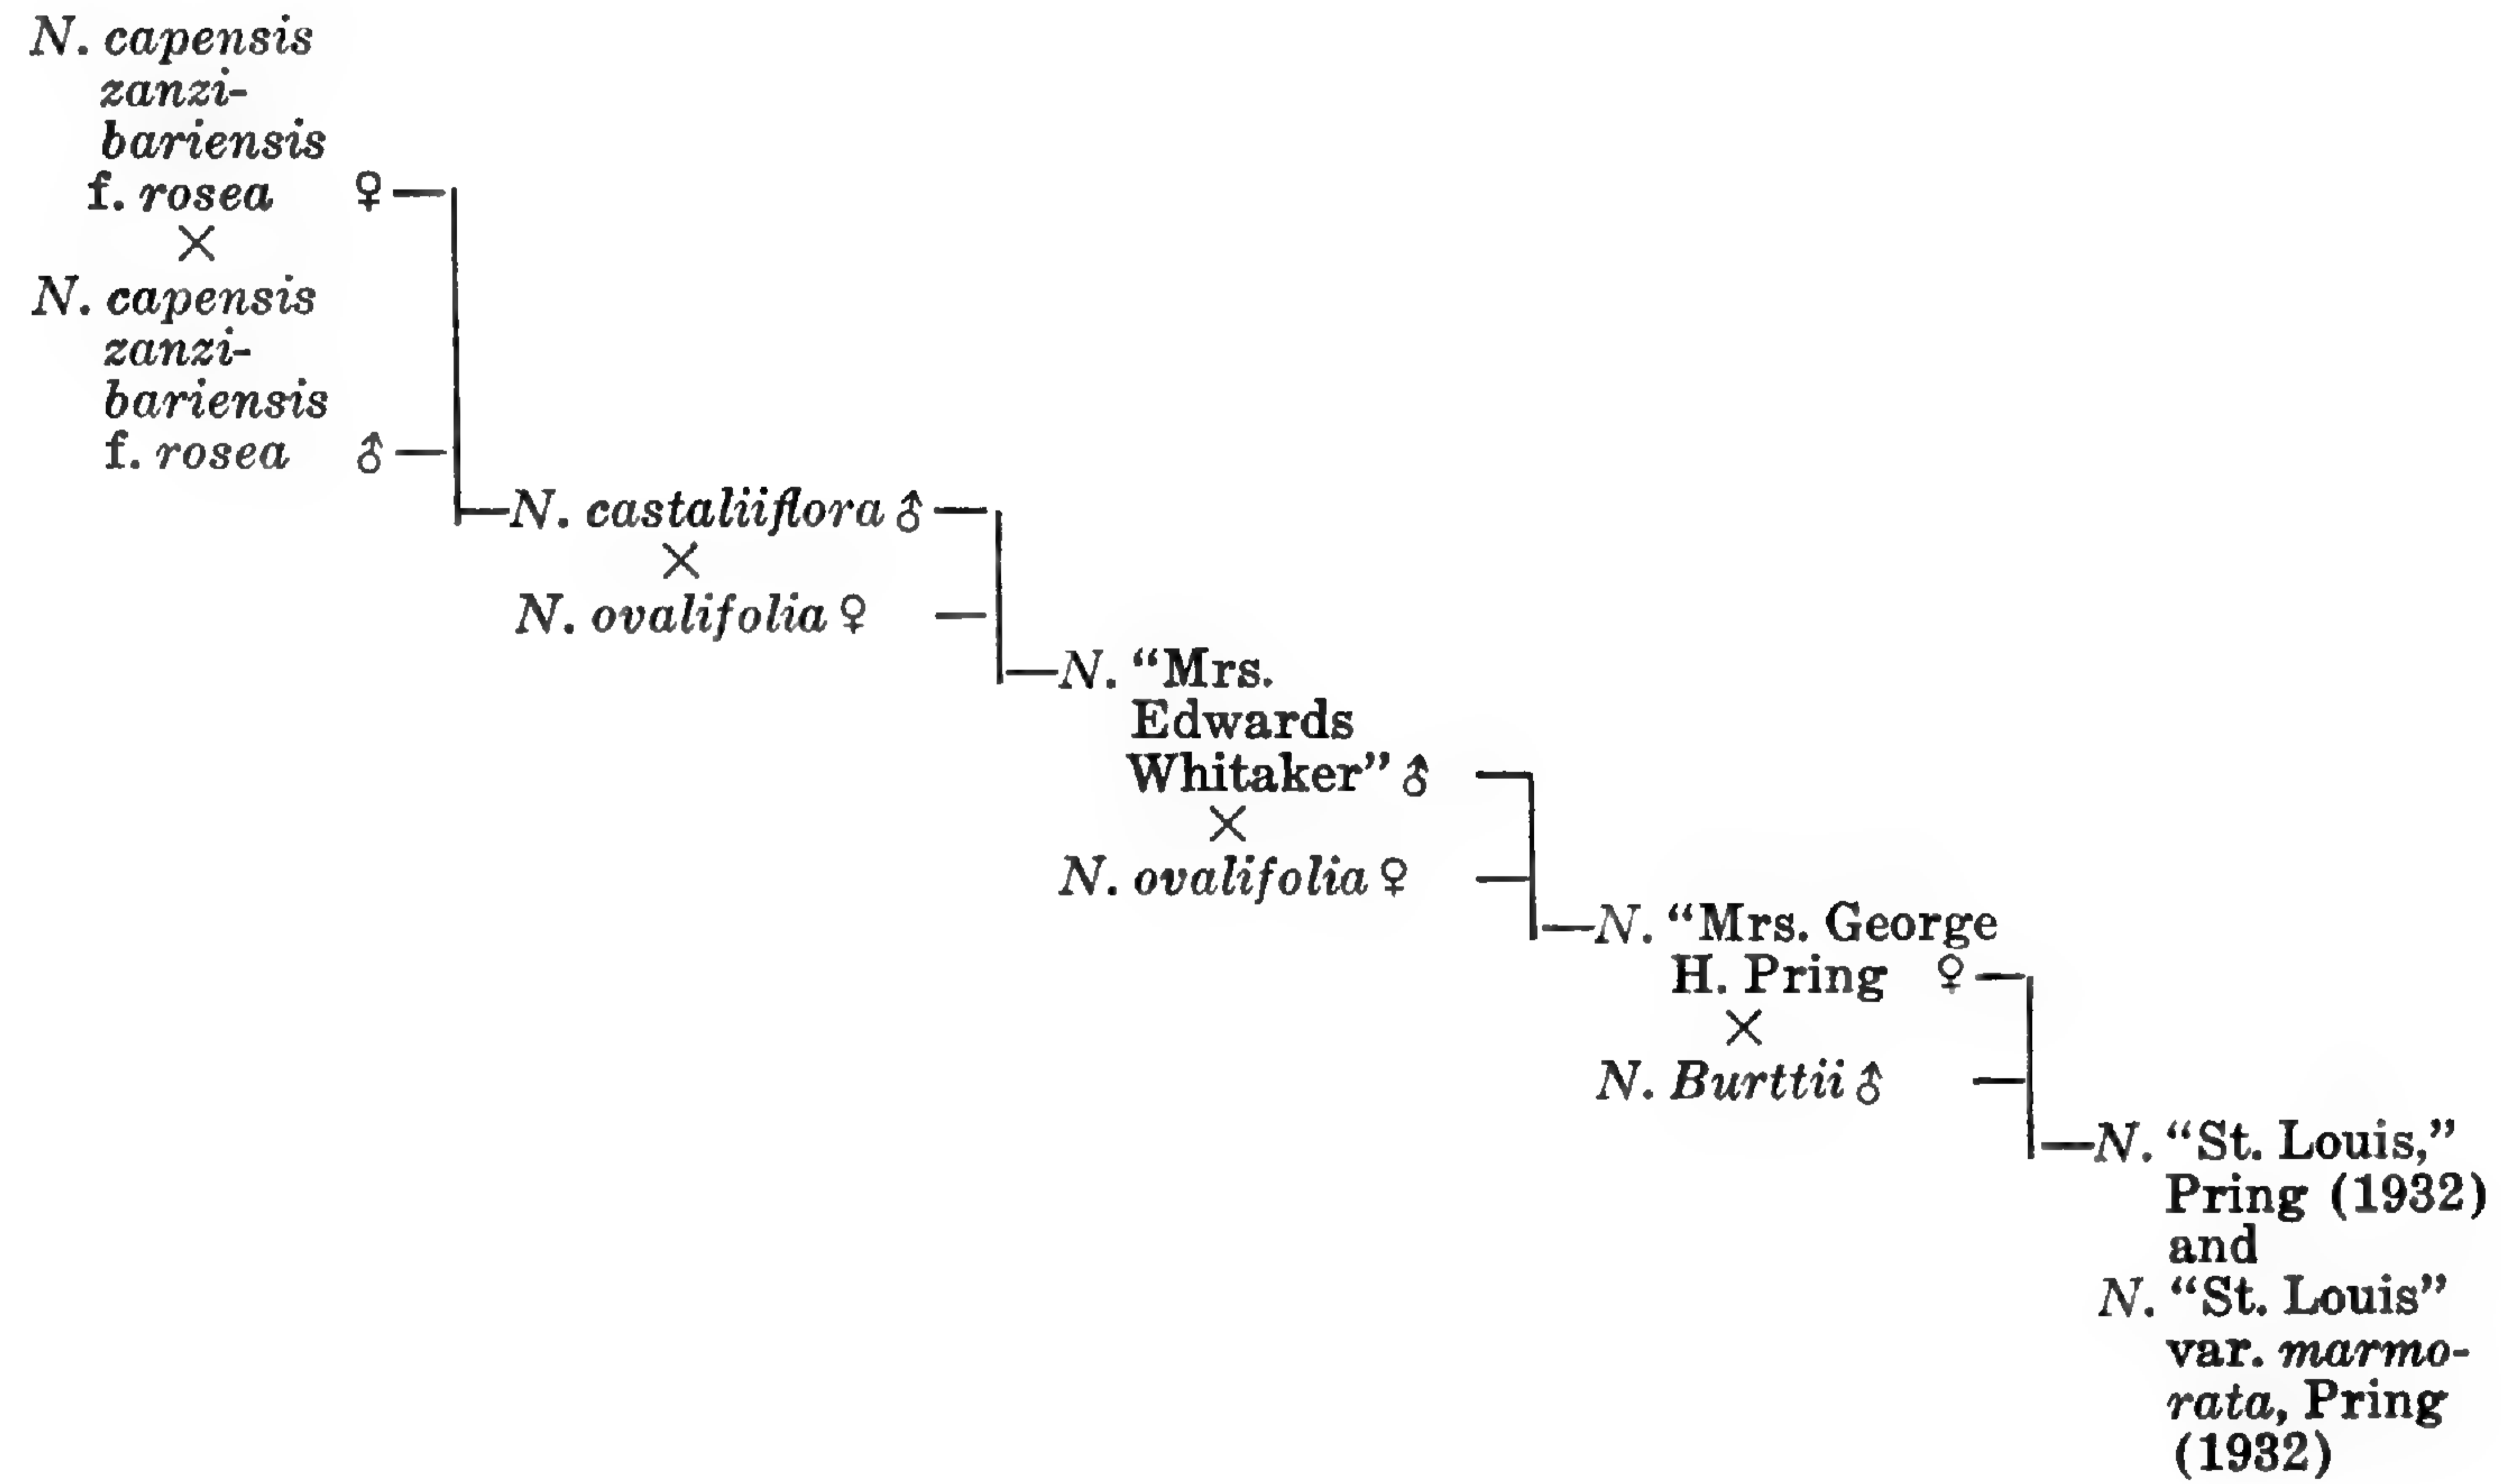 N. capensis
zanzi-
bariensis
f. rosea ♀
×
N. capensis
zanzi-
bariensis
f. rosea ♂
N. castaliiflora ♂
×
N. ovalifolia ♀
N. “Mrs.
Edwards
Whitaker” ♂
×
N. ovalifolia ♀
N. “Mrs. George
H. Pring ♀
×
N. Burttii ♂
N. “St. Louis,”
Pring (1932)
and
N. “St. Louis”
var. marmo-
rata, Pring
(1932)